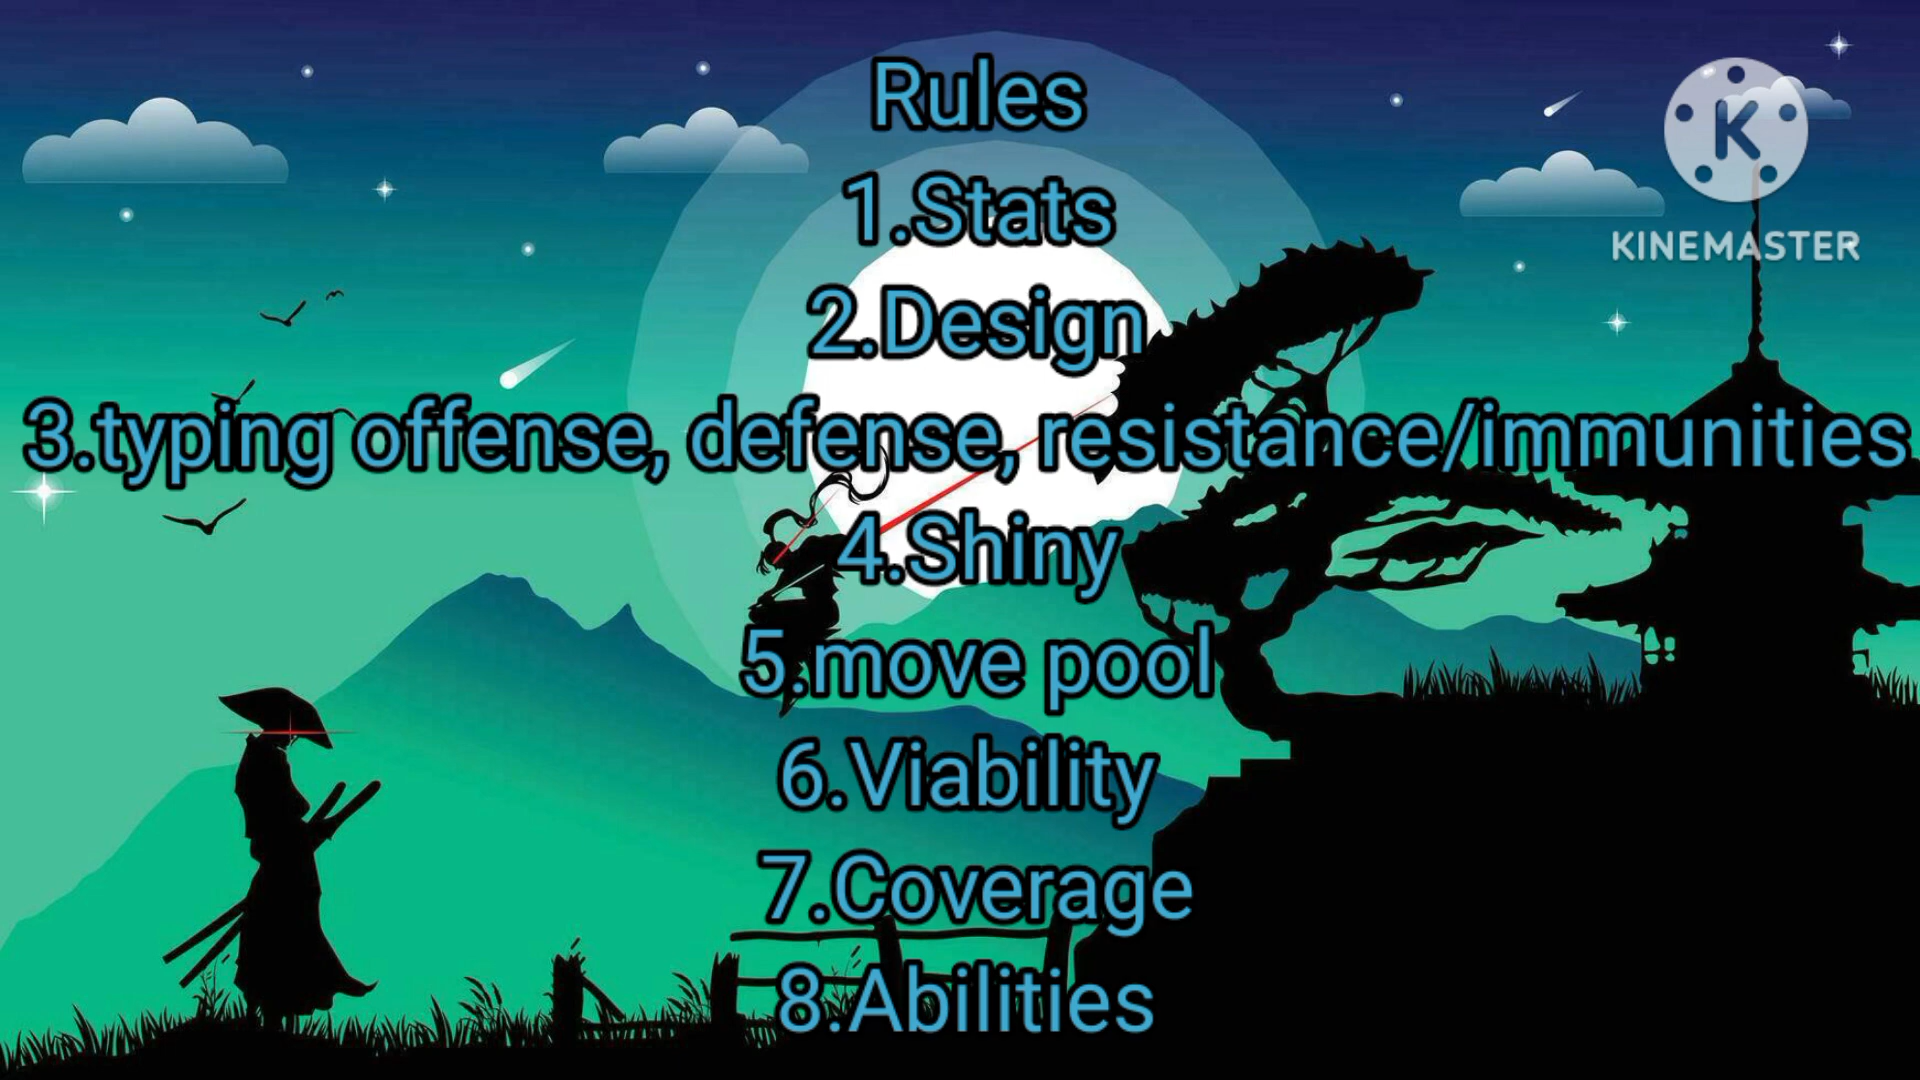 Rules
1.Stats
2.Design
3.typing offense, defense, resistance/immunities
4.Shiny
5.move pool
6.Viability
7.Coverage
8.Abilities
K
KINEMASTER